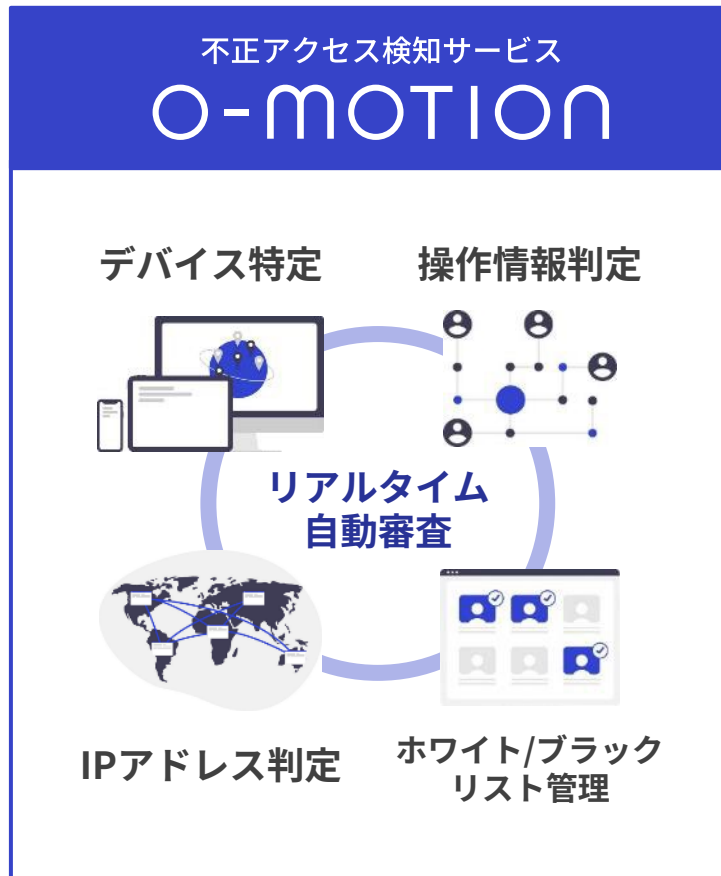 不正アクセス検知サービス
O-MOTION
デバイス特定
操作情報判定
リアルタイム
自動審査
IPアドレス判定
ホワイト/ブラック
リスト管理